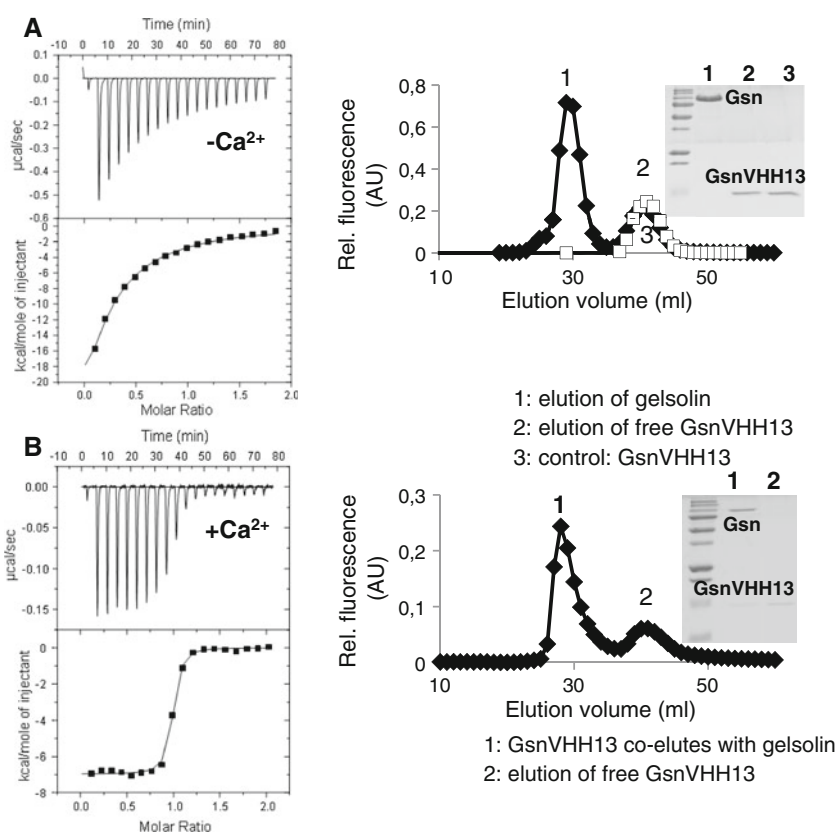 A
Time (min)
-10 0 10 20 30 40 50 60 70 80
0.1
0.0
-0.1
-0.2
-0.3
-0.4
-0.5
-0.6
µcal/sec
-Ca²⁺
0
-2
-4
-6
-8
-10
-12
-14
-16
-18
-20
kcal/mole of injectant
0.0 0.5 1.0 1.5 2.0
Molar Ratio
0,8
0,6
0,4
0,2
0
Rel. fluorescence
(AU)
1
2
3
10 30 50
Elution volume (ml)
1 2 3
Gsn
GsnVHH13
1: elution of gelsolin
2: elution of free GsnVHH13
3: control: GsnVHH13
B
Time (min)
-10 0 10 20 30 40 50 60 70 80
0.00
-0.05
-0.10
-0.15
µcal/sec
+Ca²⁺
0
-2
-4
-6
-8
kcal/mole of injectant
0.0 0.5 1.0 1.5 2.0
Molar Ratio
0,3
0,2
0,1
0
Rel. fluorescence
(AU)
1
2
10 30 50
Elution volume (ml)
1 2
Gsn
GsnVHH13
1: GsnVHH13 co-elutes with gelsolin
2: elution of free GsnVHH13